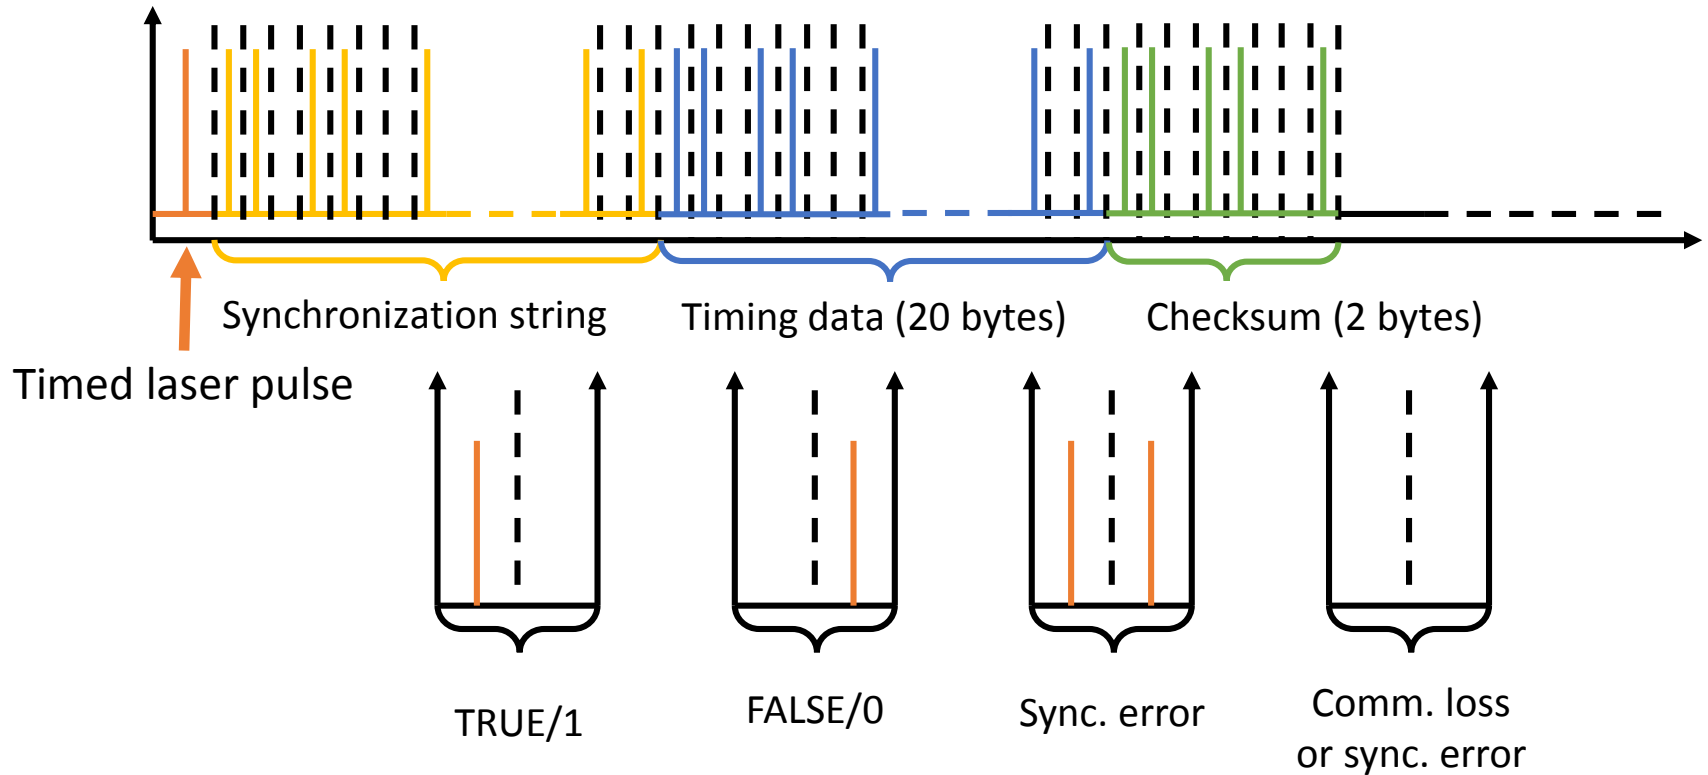 Synchronization string
Timing data (20 bytes)
Checksum (2 bytes)
Timed laser pulse
TRUE/1
FALSE/0
Sync. error
Comm. loss
or sync. error